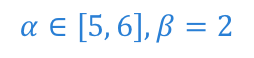 α ∈ [5, 6], β = 2